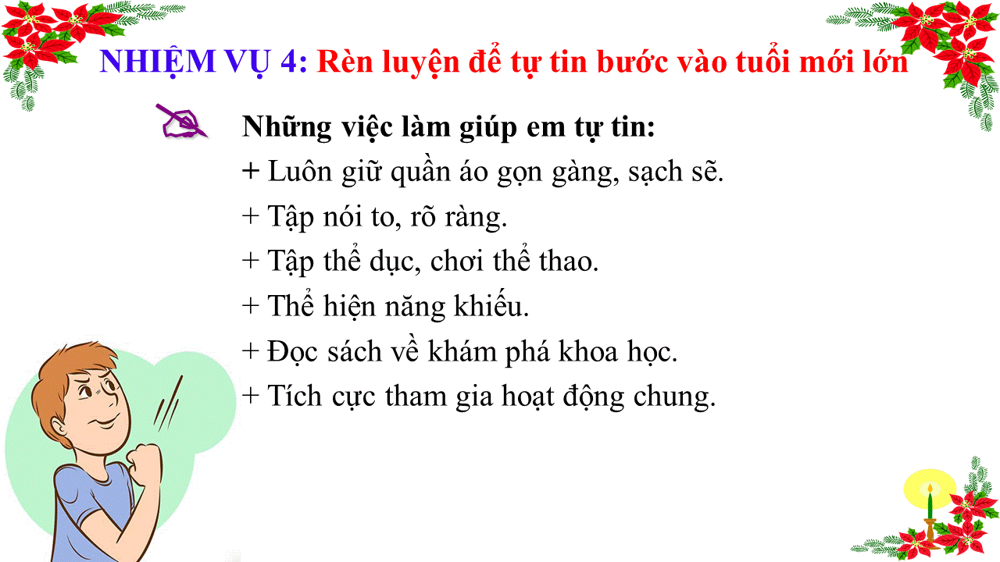 NHIỆM VỤ 4: Rèn luyện để tự tin bước vào tuổi mới lớn
Những việc làm giúp em tự tin:
+ Luôn giữ quần áo gọn gàng, sạch sẽ.
+ Tập nói to, rõ ràng.
+ Tập thể dục, chơi thể thao.
+ Thể hiện năng khiếu.
+ Đọc sách về khám phá khoa học.
+ Tích cực tham gia hoạt động chung.